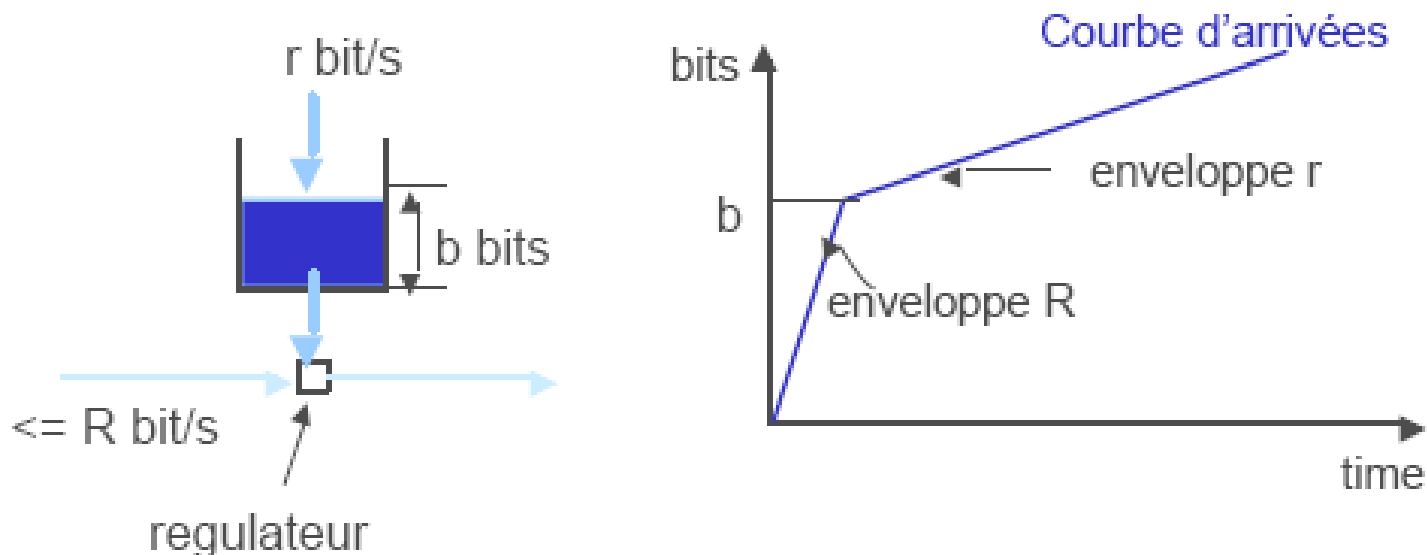 r bit/s
b bits
<= R bit/s
regulateur
Courbe d'arrivées
bits
enveloppe r
b
enveloppe R
time